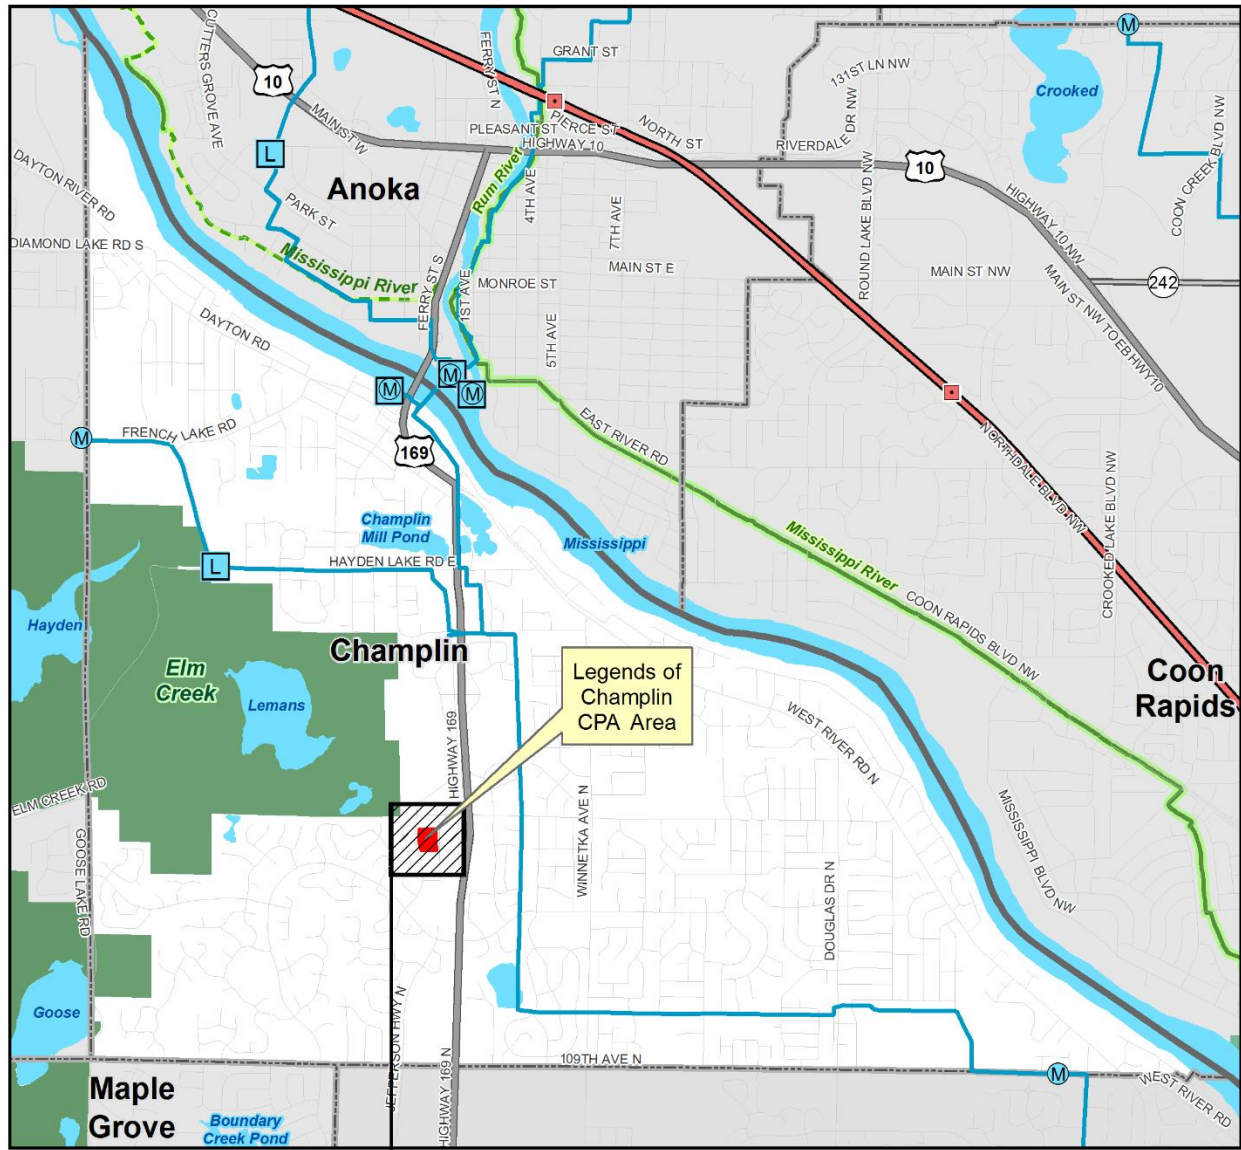 CUTTERS GROVE AVE
10
MAIN ST W
FERRY ST N
GRANT ST
PIERCE ST
NORTH ST
PLEASANT ST
HIGHWAY 10
131ST LN NW
RIVERDALE DR NW
Crooked
M
10
COON CREEK BLVD NW
L
Anoka
PARK ST
Rum River
4TH AVE
7TH AVE
ROUND LAKE BLVD NW
HIGHWAY 10 NW
DAYTON RIVER RD
DIAMOND LAKE RD S
Mississippi River
FERRY ST S
1ST AVE
MONROE ST
MAIN ST E
MAIN ST NW
242
MAIN ST NW TO EB HWY10
DAYTON RD
5TH AVE
M
M
M
M
FRENCH LAKE RD
169
EAST RIVER RD
NORTHDALE BLVD NW
CROOKED LAKE BLVD NW
Champlin
Mill Pond
Mississippi
Mississippi River
L
HAYDEN LAKE RD E
COON RAPIDS BLVD NW
Hayden
Champlin
Elm
Creek
Lemans
Legends of
Champlin
CPA Area
Coon
Rapids
HIGHWAY 169
WEST RIVER RD N
ELM CREEK RD
GOOSE LAKE RD
WINNETKA AVE N
DOUGLAS DR N
MISSISSIPPI BLVD NW
Goose
JEFFERSON HWY N
HIGHWAY 169 N
109TH AVE N
M
WEST RIVER RD
Maple
Grove
Boundary
Creek Pond